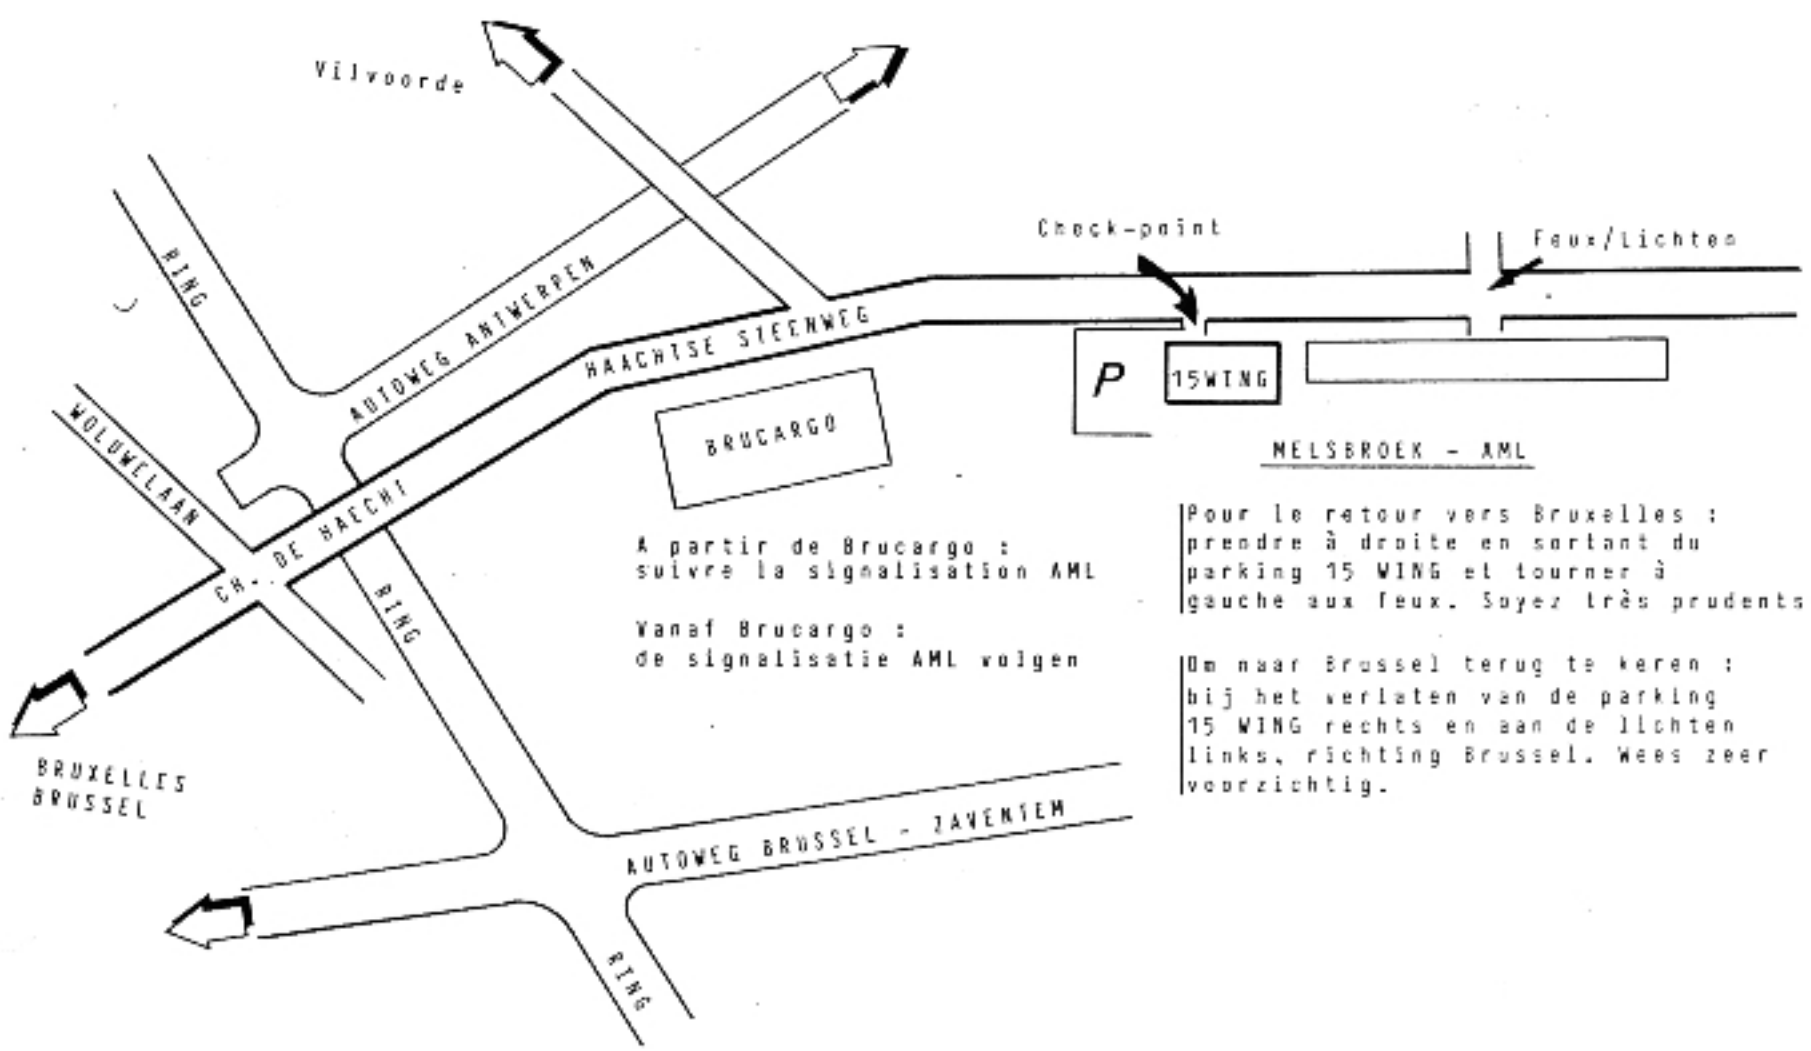 Vilvoorde
Check-point
Feux/Lichten
RING
AUTOWEG ANTWERPEN
HAACHTSE STEENWEG
P
15WING
WOLUWELAAN
BRUCARGO
MELSBROEK - AML
CH. DE HAECHT
RING
A partir de Brucargo :
suivre la signalisation AML
Vanaf Brucargo :
de signalisatie AML volgen
Pour le retour vers Bruxelles :
prendre à droite en sortant du
parking 15 WING et tourner à
gauche aux feux. Soyez très prudents
Om naar Brussel terug te keren :
bij het verlaten van de parking
15 WING rechts en aan de lichten
links, richting Brussel. Wees zeer
voorzichtig.
BRUXELLES
BRUSSEL
AUTOWEG BRUSSEL - ZAVENTEM
RING